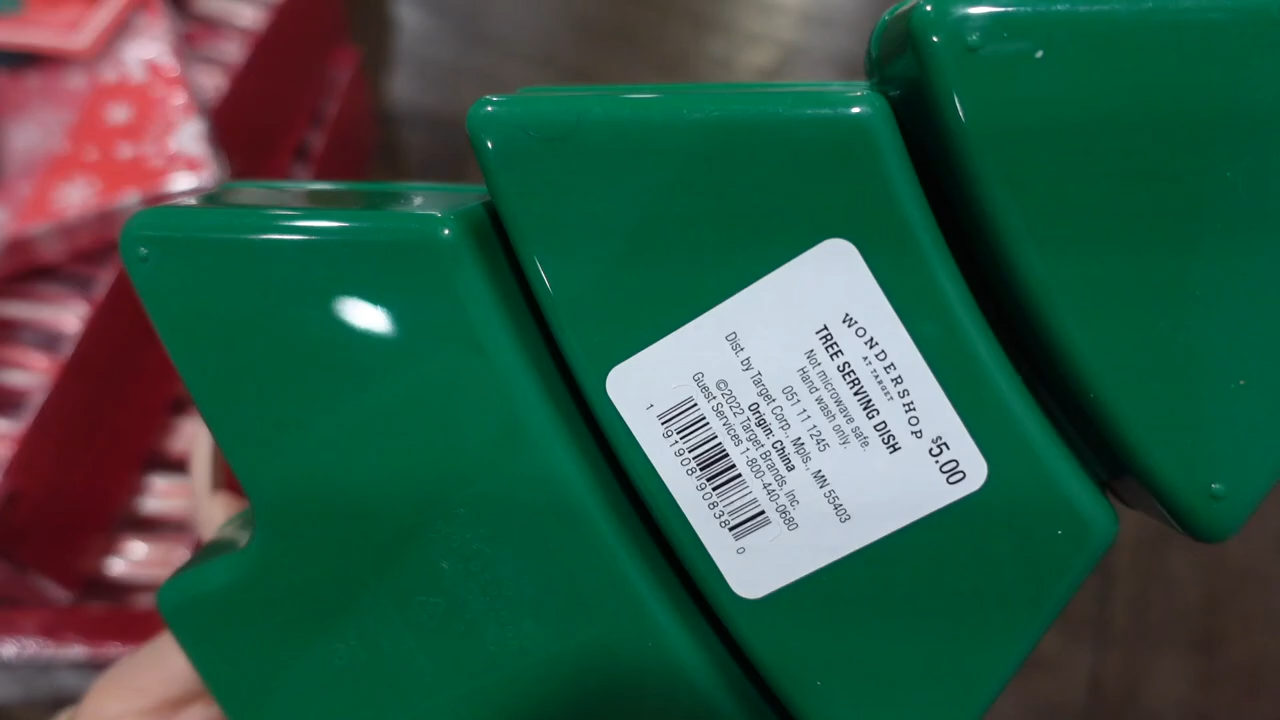 WONDERSHOP
AT TARGET
$5.00
TREE SERVING DISH
Not microwave safe.
Hand wash only.
051 11 1245
Dist. by Target Corp., Mpls., MN 55403
Origin: China
©2022 Target Brands, Inc.
Guest Services 1-800-440-0680
1 91908 90838 0